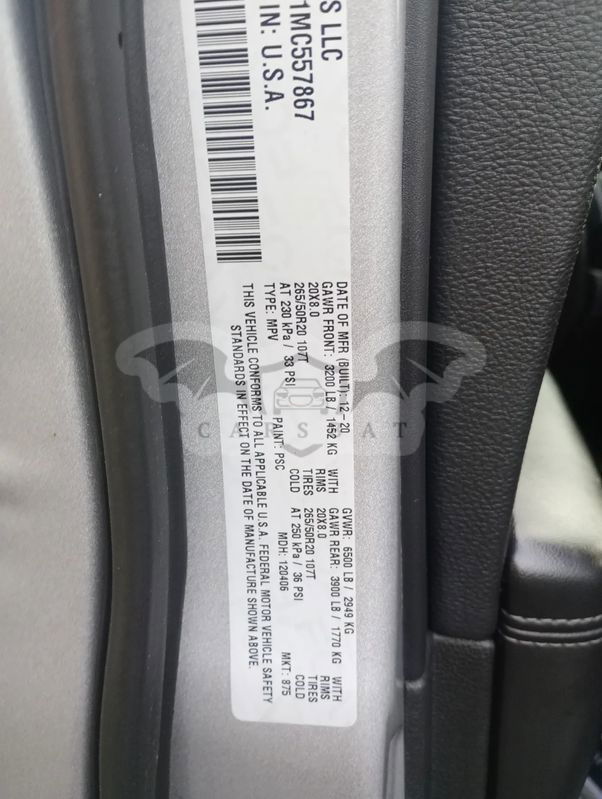 S LLC
1MC557867
IN: U.S.A.
DATE OF MFR (BUILT): 12-20
GVWR: 6500 LB / 2949 KG
GAWR FRONT: 3200 LB / 1452 KG WITH
GAWR REAR: 3900 LB / 1770 KG WITH
20X8.0 RIMS
20X8.0 RIMS
265/50R20 107T TIRES
265/50R20 107T TIRES
AT 230 kPa / 33 PSI COLD
AT 250 kPa / 36 PSI COLD
TYPE: MPV PAINT: PSC MDH: 120406 MKT: 875
THIS VEHICLE CONFORMS TO ALL APPLICABLE U.S.A. FEDERAL MOTOR VEHICLE SAFETY
STANDARDS IN EFFECT ON THE DATE OF MANUFACTURE SHOWN ABOVE.
CARSBAT